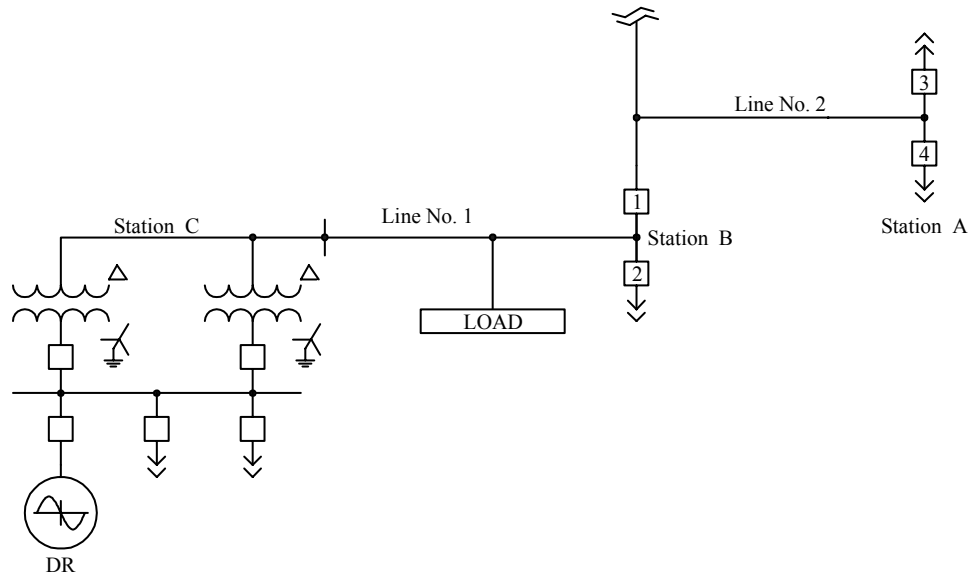 3
Line No. 2
4
1
Line No. 1
Station C
Station B
Station A
2
LOAD
DR